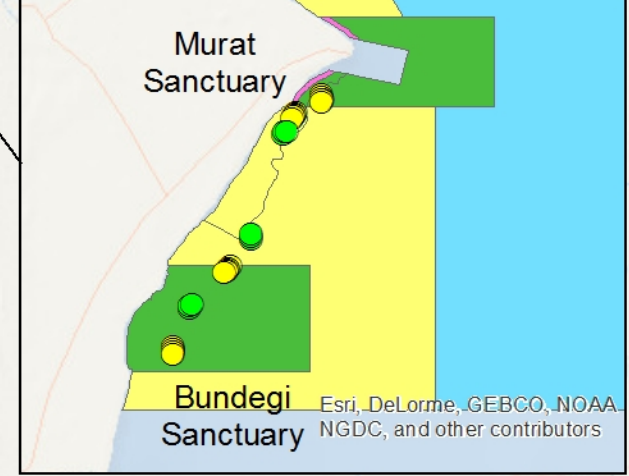 Murat
Sanctuary
Bundegi
Sanctuary
Esri, DeLorme, GEBCO, NOAA
NGDC, and other contributors